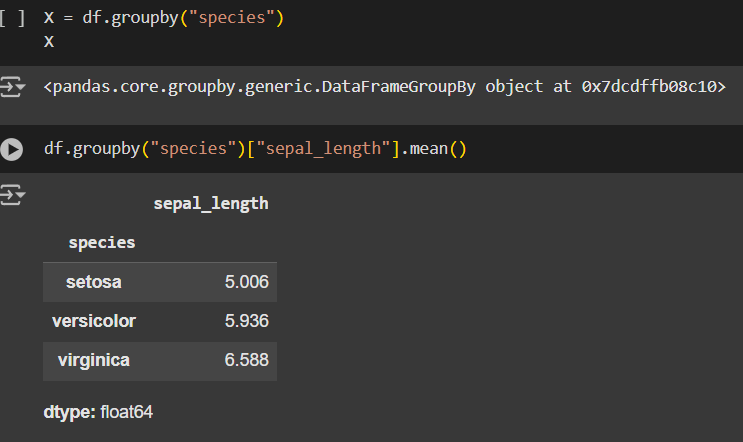 [ ] X = df.groupby("species")
X
<pandas.core.groupby.generic.DataFrameGroupBy object at 0x7dcdffb08c10>
df.groupby("species")["sepal_length"].mean()
sepal_length
species
setosa 5.006
versicolor 5.936
virginica 6.588
dtype: float64